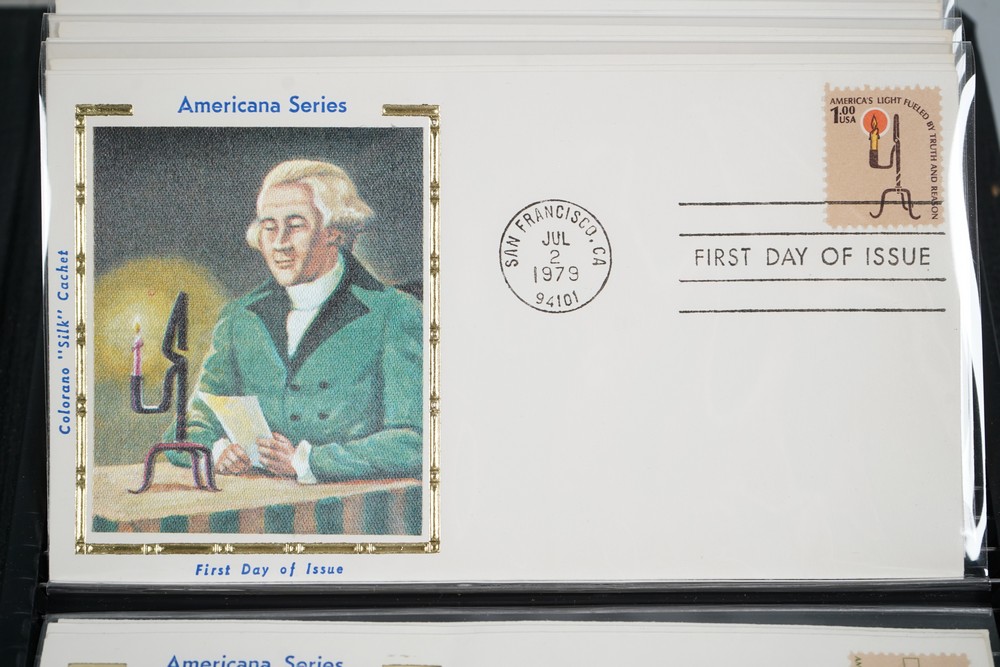 Americana Series
Colorano "Silk" Cachet
First Day of Issue
SAN FRANCISCO, CA
JUL
2
1979
94101
AMERICA'S LIGHT FUELED BY TRUTH AND REASON
1.00
USA
FIRST DAY OF ISSUE
Americana Series